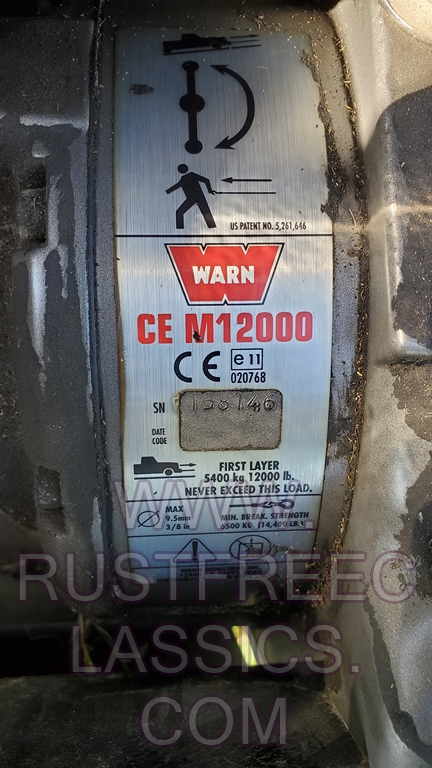 US PATENT NO. 5,261,646
WARN
CE M12000
CE e11
020768
SN 158146
DATE
CODE
FIRST LAYER
5400 kg 12000 lb.
NEVER EXCEED THIS LOAD.
MAX
9.5mm
3/8 in
MIN. BREAK. STRENGTH
6500 KG. (14,400 LB.)
WWW.
RUSTFREEC
LASSICS.
COM